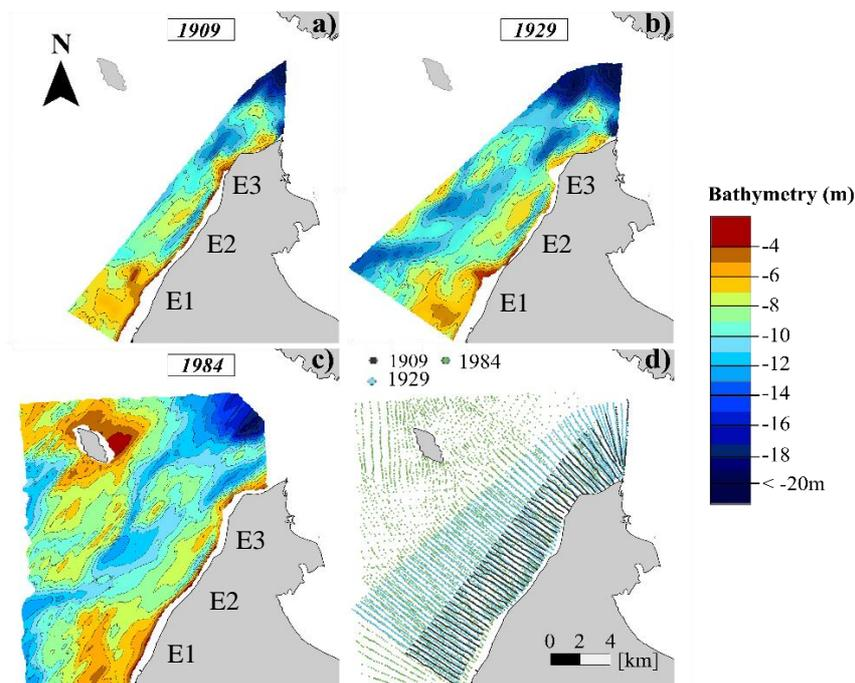 1909
a)
N
E3
E2
E1
1929
b)
E3
E2
E1
1984
c)
E3
E2
E1
1909 1984
1929
d)
0 2 4
[km]
Bathymetry (m)
-4
-6
-8
-10
-12
-14
-16
-18
< -20m